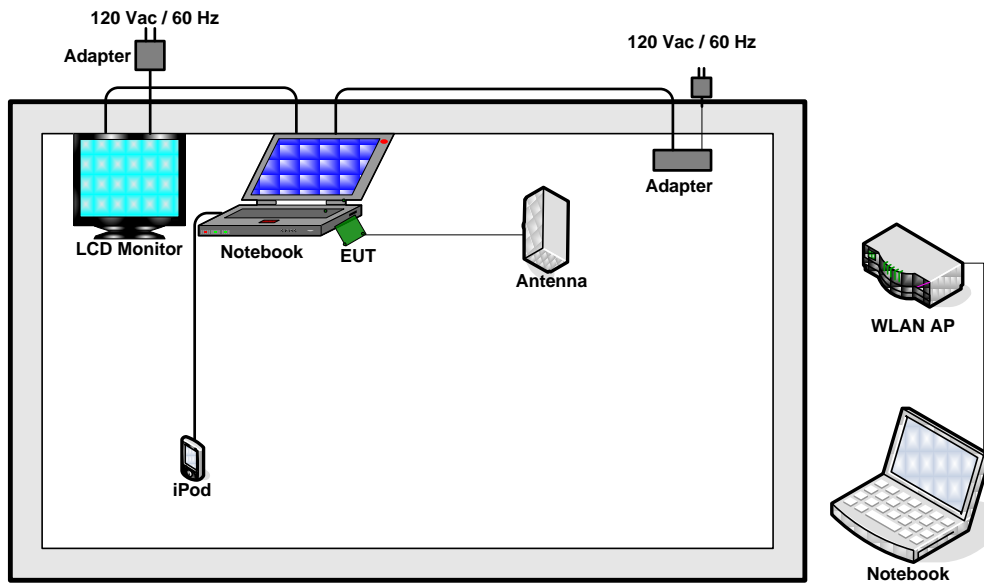 120 Vac / 60 Hz
Adapter
120 Vac / 60 Hz
Adapter
LCD Monitor
Notebook
EUT
Antenna
WLAN AP
iPod
Notebook